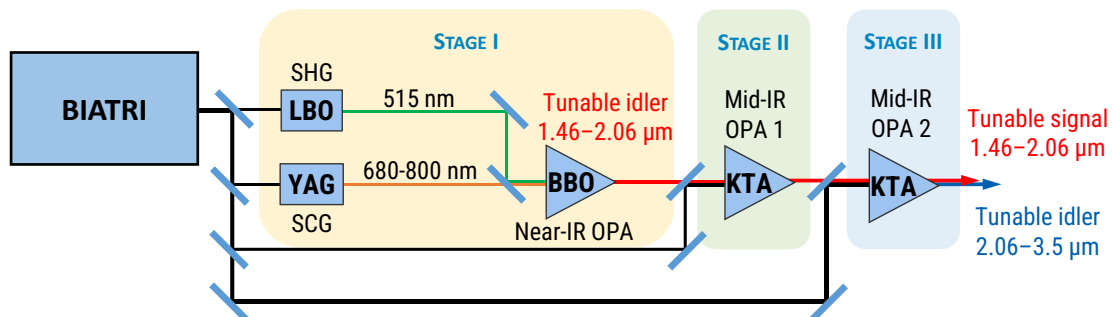 STAGE I
STAGE II
STAGE III
SHG
BIATRI
LBO
515 nm
Tunable idler
1.46–2.06 µm
Mid-IR
OPA 1
Mid-IR
OPA 2
Tunable signal
1.46–2.06 µm
YAG
680-800 nm
BBO
KTA
KTA
SCG
Near-IR OPA
Tunable idler
2.06–3.5 µm